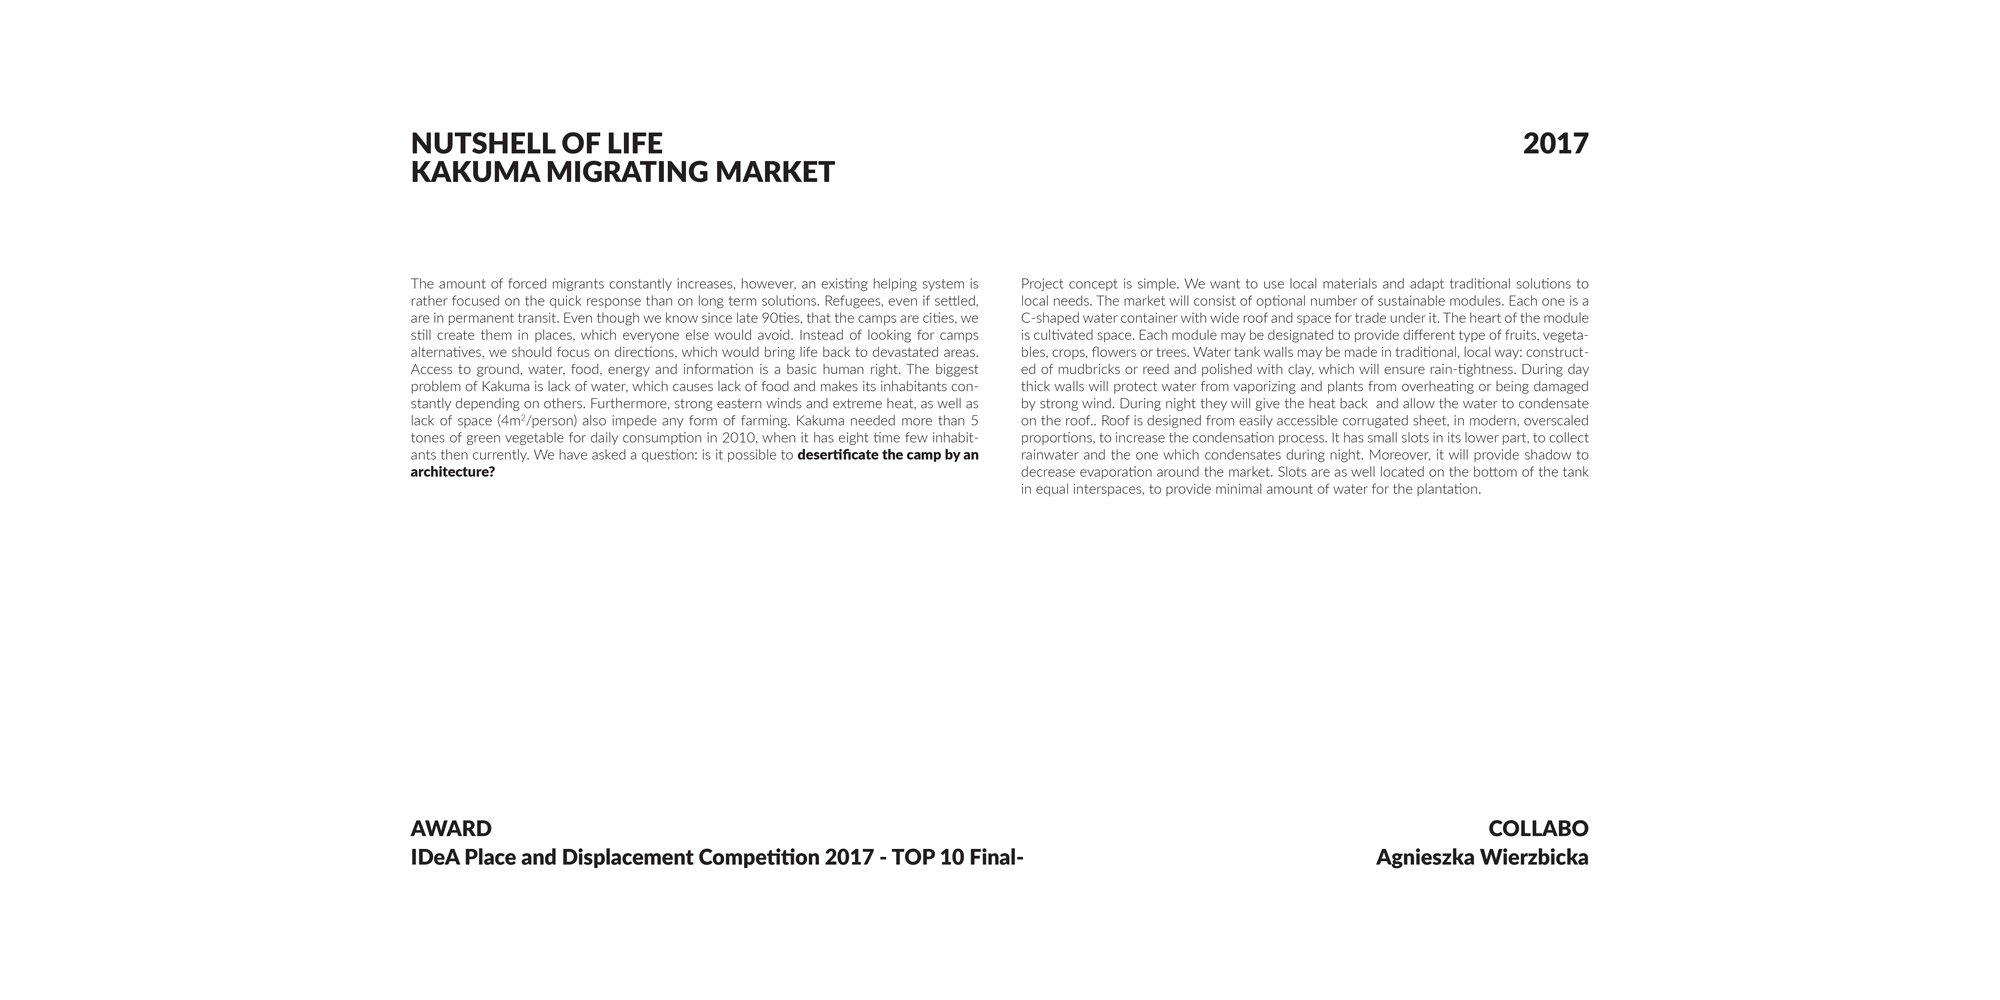 NUTSHELL OF LIFE
KAKUMA MIGRATING MARKET
2017
The amount of forced migrants constantly increases, however, an existing helping system is
rather focused on the quick response than on long term solutions. Refugees, even if settled,
are in permanent transit. Even though we know since late 90ties, that the camps are cities, we
still create them in places, which everyone else would avoid. Instead of looking for camps
alternatives, we should focus on directions, which would bring life back to devastated areas.
Access to ground, water, food, energy and information is a basic human right. The biggest
problem of Kakuma is lack of water, which causes lack of food and makes its inhabitants con-
stantly depending on others. Furthermore, strong eastern winds and extreme heat, as well as
lack of space (4m²/person) also impede any form of farming. Kakuma needed more than 5
tones of green vegetable for daily consumption in 2010, when it has eight time few inhabit-
ants then currently. We have asked a question: is it possible to desertificate the camp by an
architecture?
Project concept is simple. We want to use local materials and adapt traditional solutions to
local needs. The market will consist of optional number of sustainable modules. Each one is a
C-shaped water container with wide roof and space for trade under it. The heart of the module
is cultivated space. Each module may be designated to provide different type of fruits, vegeta-
bles, crops, flowers or trees. Water tank walls may be made in traditional, local way: construct-
ed of mudbricks or reed and polished with clay, which will ensure rain-tightness. During day
thick walls will protect water from vaporizing and plants from overheating or being damaged
by strong wind. During night they will give the heat back  and allow the water to condensate
on the roof.. Roof is designed from easily accessible corrugated sheet, in modern, overscaled
proportions, to increase the condensation process. It has small slots in its lower part, to collect
rainwater and the one which condensates during night. Moreover, it will provide shadow to
decrease evaporation around the market. Slots are as well located on the bottom of the tank
in equal interspaces, to provide minimal amount of water for the plantation.
AWARD
IDeA Place and Displacement Competition 2017 - TOP 10 Final-
COLLABO
Agnieszka Wierzbicka